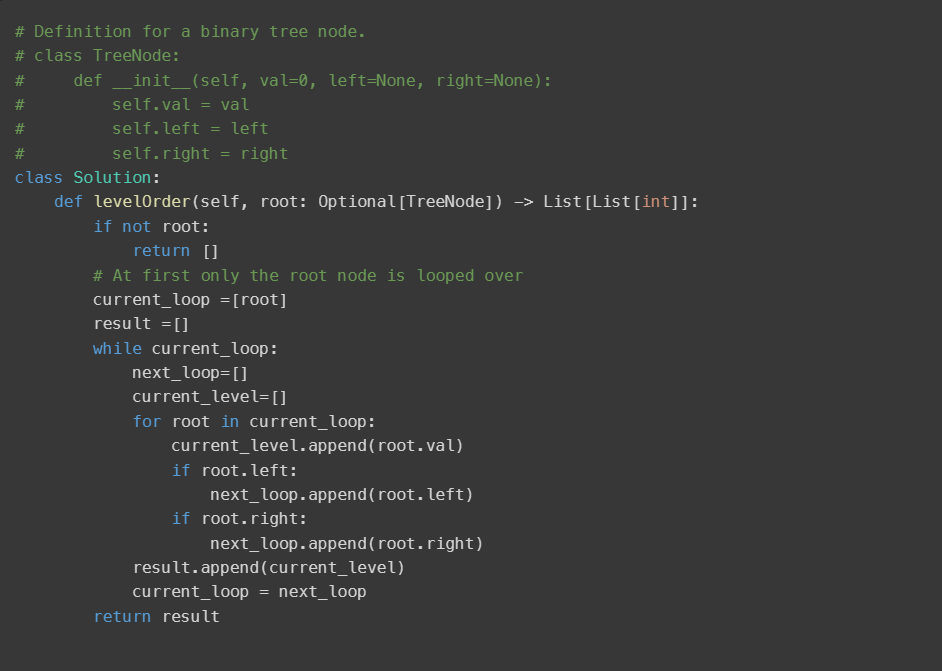 # Definition for a binary tree node.
# class TreeNode:
#     def __init__(self, val=0, left=None, right=None):
#         self.val = val
#         self.left = left
#         self.right = right
class Solution:
    def levelOrder(self, root: Optional[TreeNode]) -> List[List[int]]:
        if not root:
            return []
        # At first only the root node is looped over
        current_loop =[root]
        result =[]
        while current_loop:
            next_loop=[]
            current_level=[]
            for root in current_loop:
                current_level.append(root.val)
                if root.left:
                    next_loop.append(root.left)
                if root.right:
                    next_loop.append(root.right)
            result.append(current_level)
            current_loop = next_loop
        return result